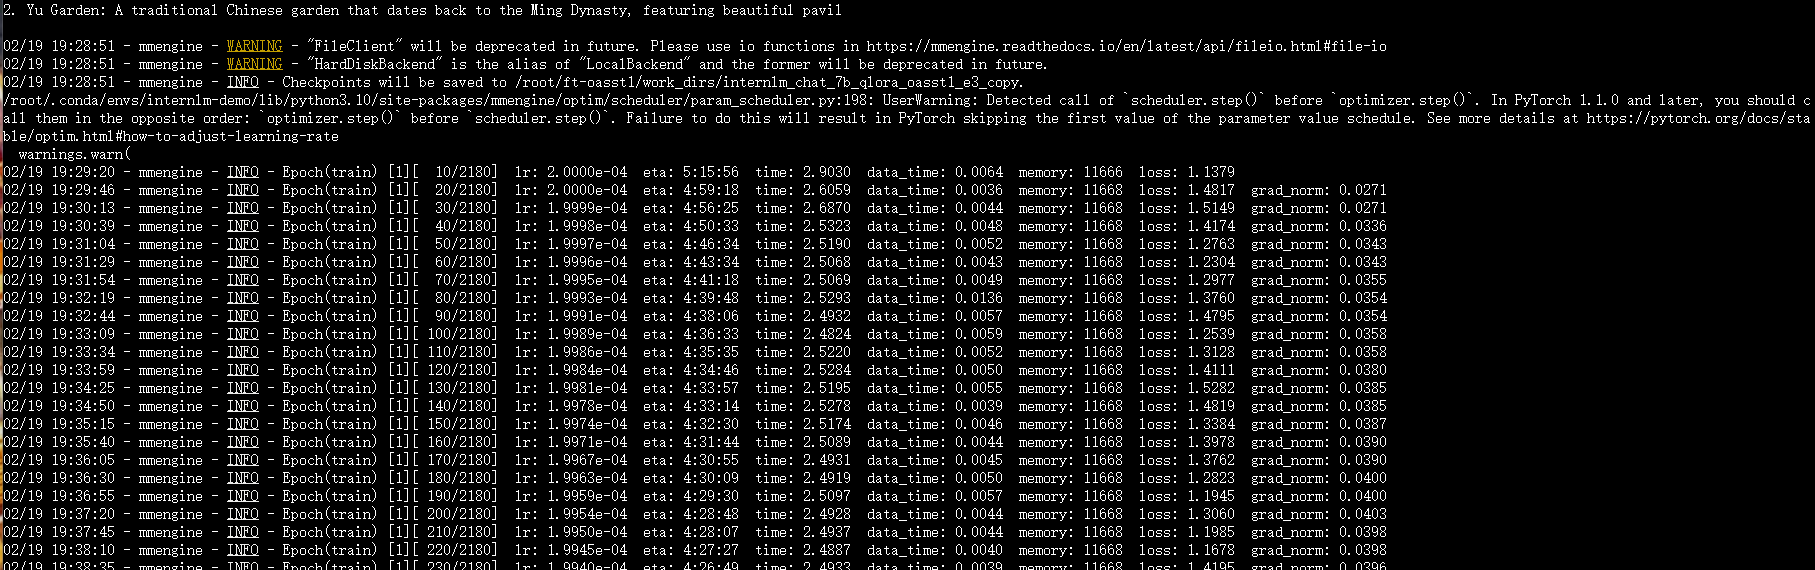 2. Yu Garden: A traditional Chinese garden that dates back to the Ming Dynasty, featuring beautiful pavil
02/19 19:28:51 - mmengine - WARNING - "FileClient" will be deprecated in future. Please use io functions in https://mmengine.readthedocs.io/en/latest/api/fileio.html#file-io
02/19 19:28:51 - mmengine - WARNING - "HardDiskBackend" is the alias of "LocalBackend" and the former will be deprecated in future.
02/19 19:28:51 - mmengine - INFO - Checkpoints will be saved to /root/ft-oasst1/work_dirs/internlm_chat_7b_qlora_oasst1_e3_copy.
/root/.conda/envs/internlm-demo/lib/python3.10/site-packages/mmengine/optim/scheduler/param_scheduler.py:198: UserWarning: Detected call of `scheduler.step()` before `optimizer.step()`. In PyTorch 1.1.0 and later, you should c
all them in the opposite order: `optimizer.step()` before `scheduler.step()`. Failure to do this will result in PyTorch skipping the first value of the parameter value schedule. See more details at https://pytorch.org/docs/sta
ble/optim.html#how-to-adjust-learning-rate
warnings.warn(
02/19 19:29:20 - mmengine - INFO - Epoch(train) [1][ 10/2180] lr: 2.0000e-04 eta: 5:15:56 time: 2.9030 data_time: 0.0064 memory: 11666 loss: 1.1379
02/19 19:29:46 - mmengine - INFO - Epoch(train) [1][ 20/2180] lr: 2.0000e-04 eta: 4:59:18 time: 2.6059 data_time: 0.0036 memory: 11668 loss: 1.4817 grad_norm: 0.0271
02/19 19:30:13 - mmengine - INFO - Epoch(train) [1][ 30/2180] lr: 1.9999e-04 eta: 4:56:25 time: 2.6870 data_time: 0.0044 memory: 11668 loss: 1.5149 grad_norm: 0.0271
02/19 19:30:39 - mmengine - INFO - Epoch(train) [1][ 40/2180] lr: 1.9998e-04 eta: 4:50:33 time: 2.5323 data_time: 0.0048 memory: 11668 loss: 1.4174 grad_norm: 0.0336
02/19 19:31:04 - mmengine - INFO - Epoch(train) [1][ 50/2180] lr: 1.9997e-04 eta: 4:46:34 time: 2.5190 data_time: 0.0052 memory: 11668 loss: 1.2763 grad_norm: 0.0343
02/19 19:31:29 - mmengine - INFO - Epoch(train) [1][ 60/2180] lr: 1.9996e-04 eta: 4:43:34 time: 2.5068 data_time: 0.0043 memory: 11668 loss: 1.2304 grad_norm: 0.0343
02/19 19:31:54 - mmengine - INFO - Epoch(train) [1][ 70/2180] lr: 1.9995e-04 eta: 4:41:18 time: 2.5069 data_time: 0.0049 memory: 11668 loss: 1.2977 grad_norm: 0.0355
02/19 19:32:19 - mmengine - INFO - Epoch(train) [1][ 80/2180] lr: 1.9993e-04 eta: 4:39:48 time: 2.5293 data_time: 0.0136 memory: 11668 loss: 1.3760 grad_norm: 0.0354
02/19 19:32:44 - mmengine - INFO - Epoch(train) [1][ 90/2180] lr: 1.9991e-04 eta: 4:38:06 time: 2.4932 data_time: 0.0057 memory: 11668 loss: 1.4795 grad_norm: 0.0354
02/19 19:33:09 - mmengine - INFO - Epoch(train) [1][ 100/2180] lr: 1.9989e-04 eta: 4:36:33 time: 2.4824 data_time: 0.0059 memory: 11668 loss: 1.2539 grad_norm: 0.0358
02/19 19:33:34 - mmengine - INFO - Epoch(train) [1][ 110/2180] lr: 1.9986e-04 eta: 4:35:35 time: 2.5220 data_time: 0.0052 memory: 11668 loss: 1.3128 grad_norm: 0.0358
02/19 19:33:59 - mmengine - INFO - Epoch(train) [1][ 120/2180] lr: 1.9984e-04 eta: 4:34:46 time: 2.5284 data_time: 0.0050 memory: 11668 loss: 1.4111 grad_norm: 0.0380
02/19 19:34:25 - mmengine - INFO - Epoch(train) [1][ 130/2180] lr: 1.9981e-04 eta: 4:33:57 time: 2.5195 data_time: 0.0055 memory: 11668 loss: 1.5282 grad_norm: 0.0385
02/19 19:34:50 - mmengine - INFO - Epoch(train) [1][ 140/2180] lr: 1.9978e-04 eta: 4:33:14 time: 2.5278 data_time: 0.0039 memory: 11668 loss: 1.4819 grad_norm: 0.0385
02/19 19:35:15 - mmengine - INFO - Epoch(train) [1][ 150/2180] lr: 1.9974e-04 eta: 4:32:30 time: 2.5174 data_time: 0.0046 memory: 11668 loss: 1.3384 grad_norm: 0.0387
02/19 19:35:40 - mmengine - INFO - Epoch(train) [1][ 160/2180] lr: 1.9971e-04 eta: 4:31:44 time: 2.5089 data_time: 0.0044 memory: 11668 loss: 1.3978 grad_norm: 0.0390
02/19 19:36:05 - mmengine - INFO - Epoch(train) [1][ 170/2180] lr: 1.9967e-04 eta: 4:30:55 time: 2.4931 data_time: 0.0045 memory: 11668 loss: 1.3762 grad_norm: 0.0390
02/19 19:36:30 - mmengine - INFO - Epoch(train) [1][ 180/2180] lr: 1.9963e-04 eta: 4:30:09 time: 2.4919 data_time: 0.0050 memory: 11668 loss: 1.2823 grad_norm: 0.0400
02/19 19:36:55 - mmengine - INFO - Epoch(train) [1][ 190/2180] lr: 1.9959e-04 eta: 4:29:30 time: 2.5097 data_time: 0.0057 memory: 11668 loss: 1.1945 grad_norm: 0.0400
02/19 19:37:20 - mmengine - INFO - Epoch(train) [1][ 200/2180] lr: 1.9954e-04 eta: 4:28:48 time: 2.4928 data_time: 0.0044 memory: 11668 loss: 1.3060 grad_norm: 0.0403
02/19 19:37:45 - mmengine - INFO - Epoch(train) [1][ 210/2180] lr: 1.9950e-04 eta: 4:28:07 time: 2.4937 data_time: 0.0044 memory: 11668 loss: 1.1985 grad_norm: 0.0398
02/19 19:38:10 - mmengine - INFO - Epoch(train) [1][ 220/2180] lr: 1.9945e-04 eta: 4:27:27 time: 2.4887 data_time: 0.0040 memory: 11668 loss: 1.1678 grad_norm: 0.0398
02/19 19:38:35 - mmengine - INFO - Epoch(train) [1][ 230/2180] lr: 1.9940e-04 eta: 4:26:49 time: 2.4933 data_time: 0.0039 memory: 11668 loss: 1.4195 grad_norm: 0.0396